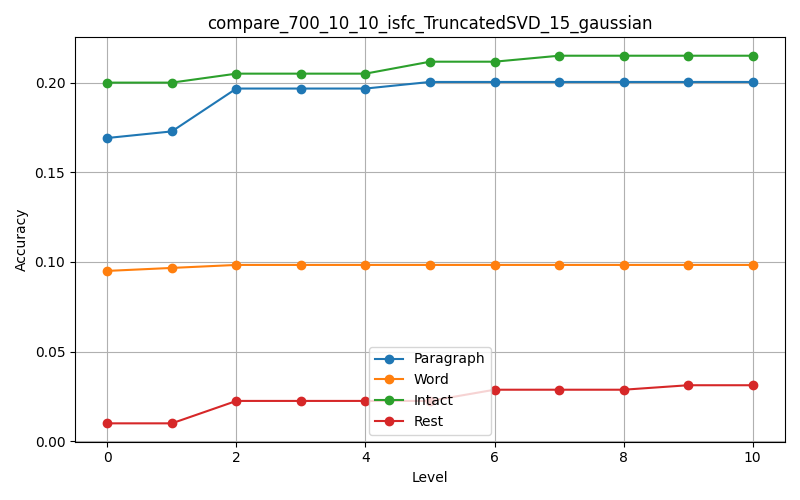 compare_700_10_10_isfc_TruncatedSVD_15_gaussian
Accuracy
0.20
0.15
0.10
0.05
0.00
Paragraph
Word
Intact
Rest
0 2 4 6 8 10
Level